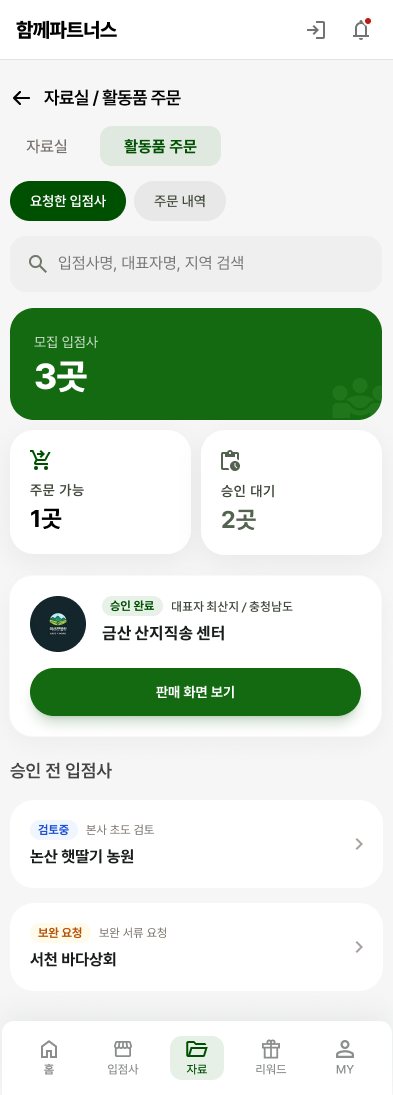 함께파트너스
자료실 / 활동품 주문
자료실
활동품 주문
요청한 입점사
주문 내역
입점사명, 대표자명, 지역 검색
모집 입점사
3곳
주문 가능
1곳
승인 대기
2곳
승인 완료 대표자 최산지 / 충청남도
금산 산지직송 센터
판매 화면 보기
승인 전 입점사
검토중 본사 초도 검토
논산 햇딸기 농원
보완 요청 보완 서류 요청
서천 바다상회
홈
입점사
자료
리워드
MY